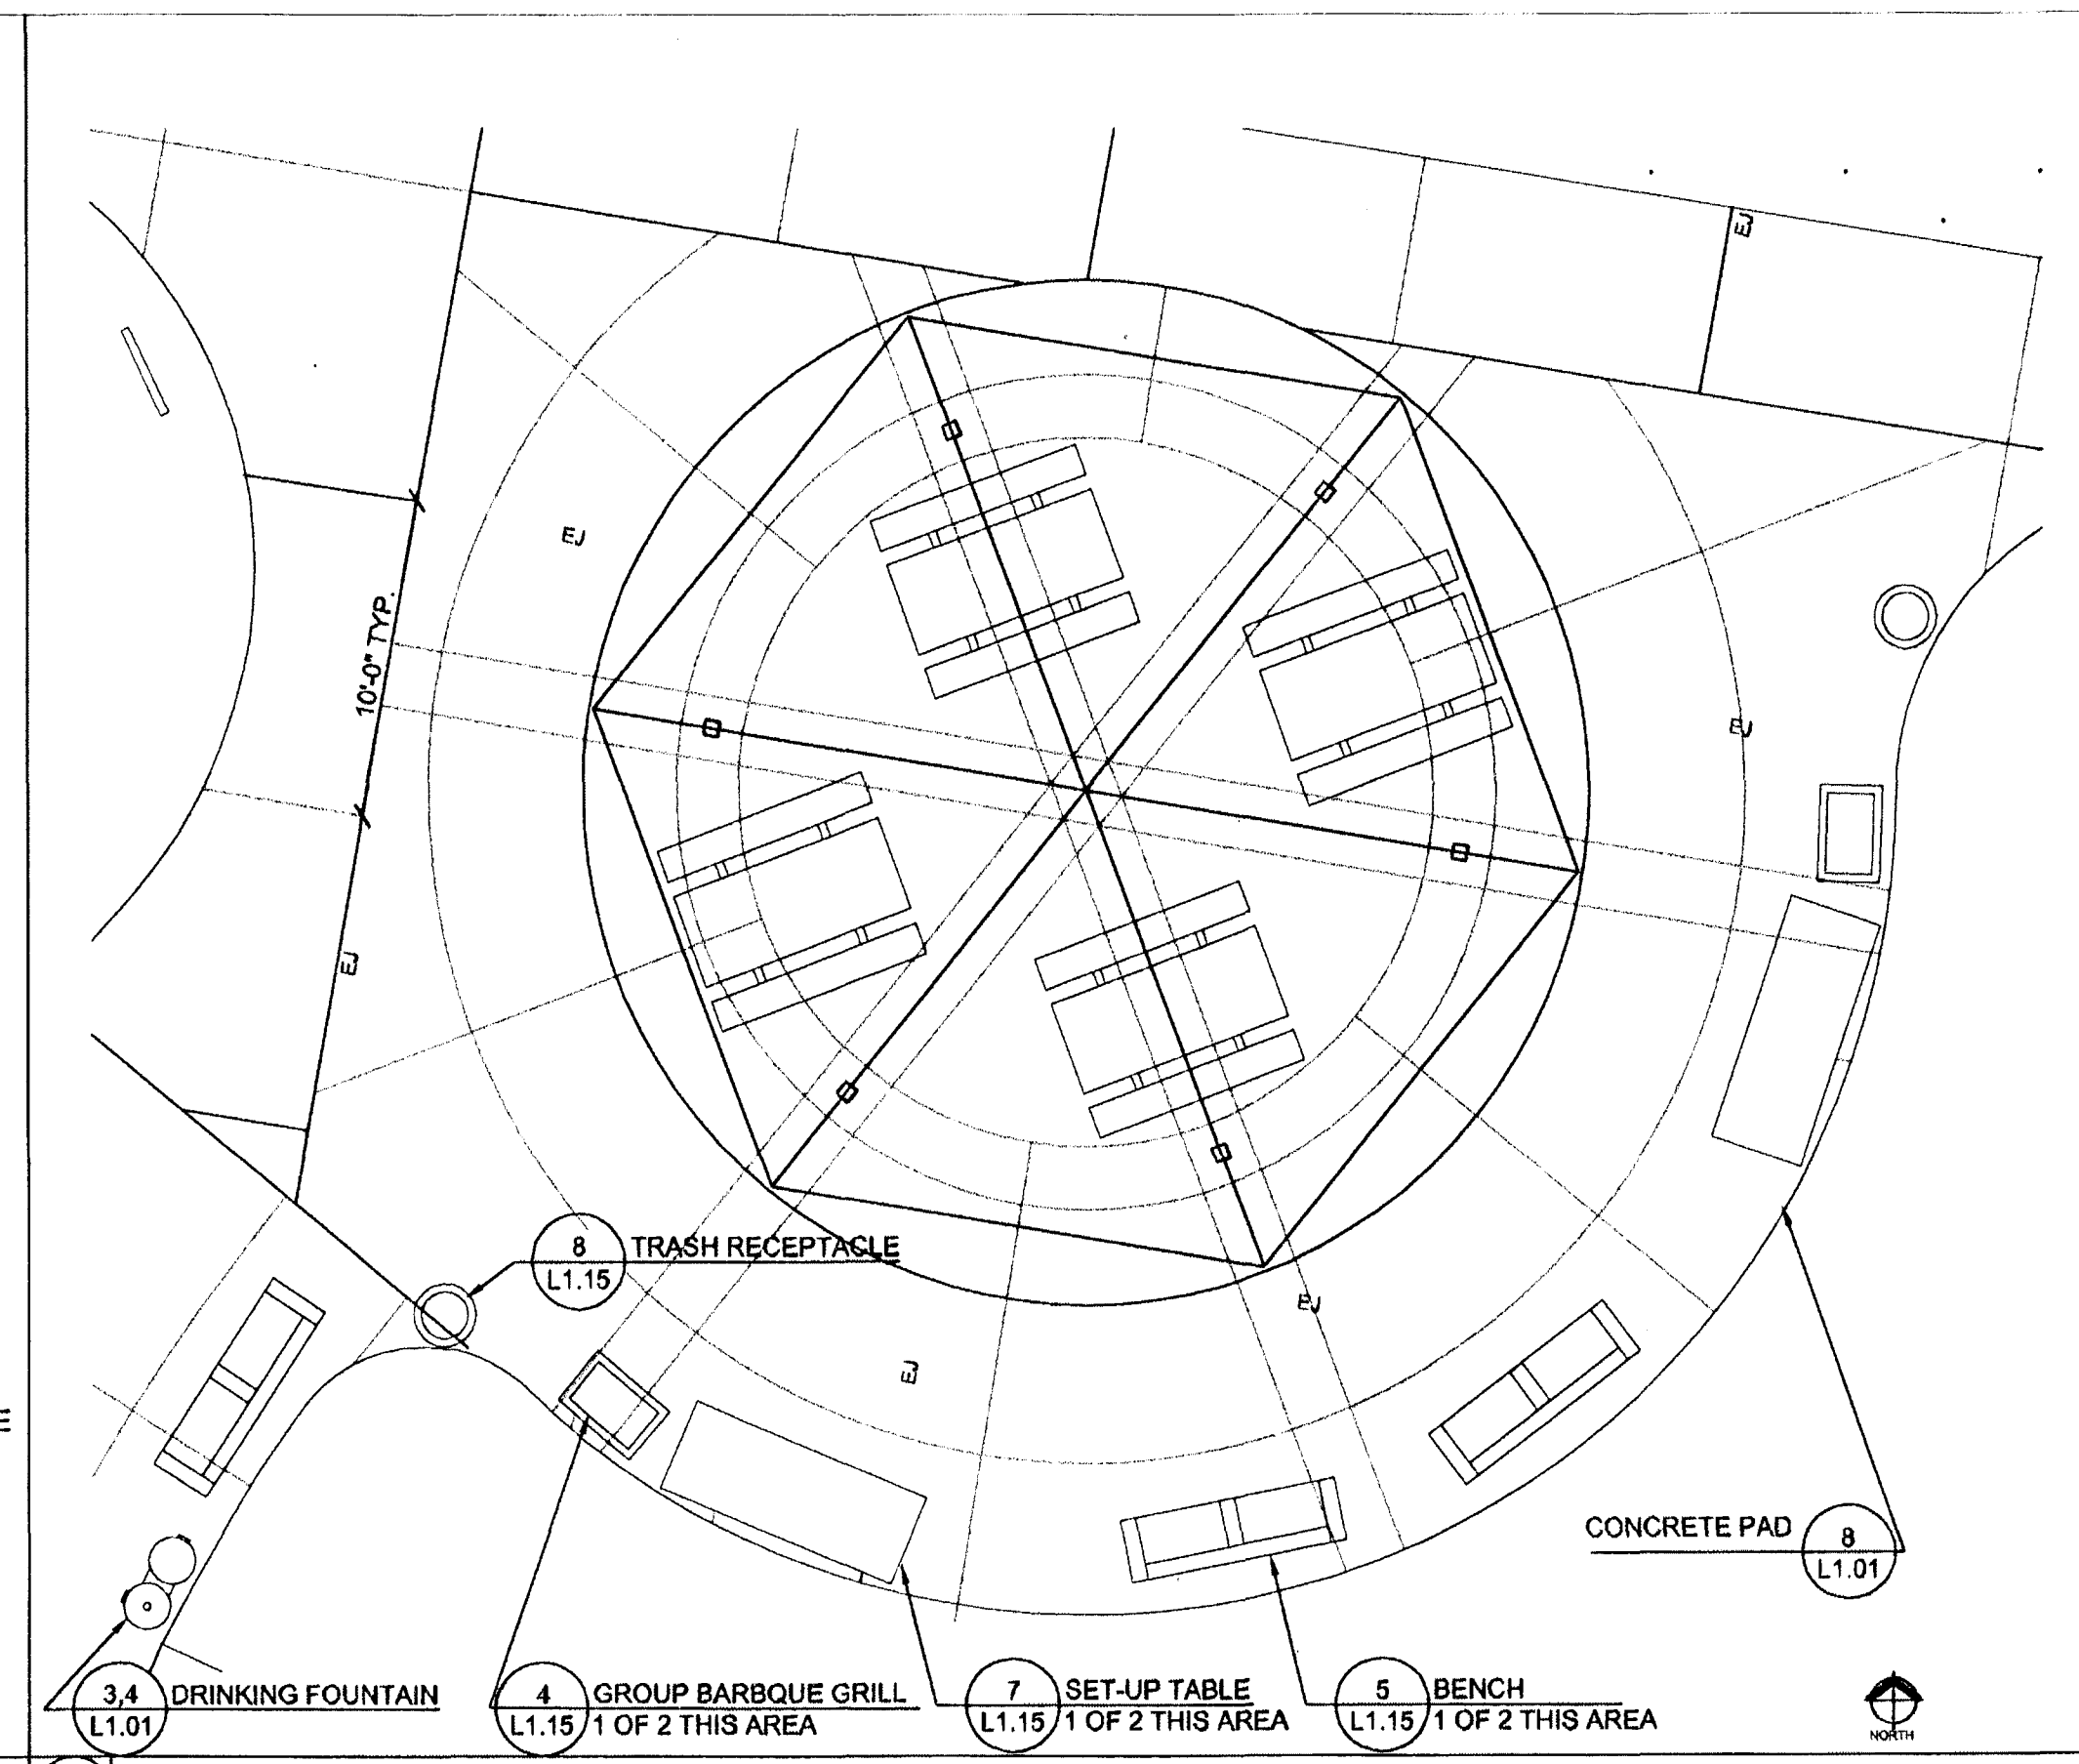 EJ
EJ
10'-0" TYP.
EJ
EJ
8
L1.15
TRASH RECEPTACLE
EJ
EJ
CONCRETE PAD
8
L1.01
3,4
L1.01
DRINKING FOUNTAIN
4
L1.15
GROUP BARBQUE GRILL
1 OF 2 THIS AREA
7
L1.15
SET-UP TABLE
1 OF 2 THIS AREA
5
L1.15
BENCH
1 OF 2 THIS AREA
NORTH